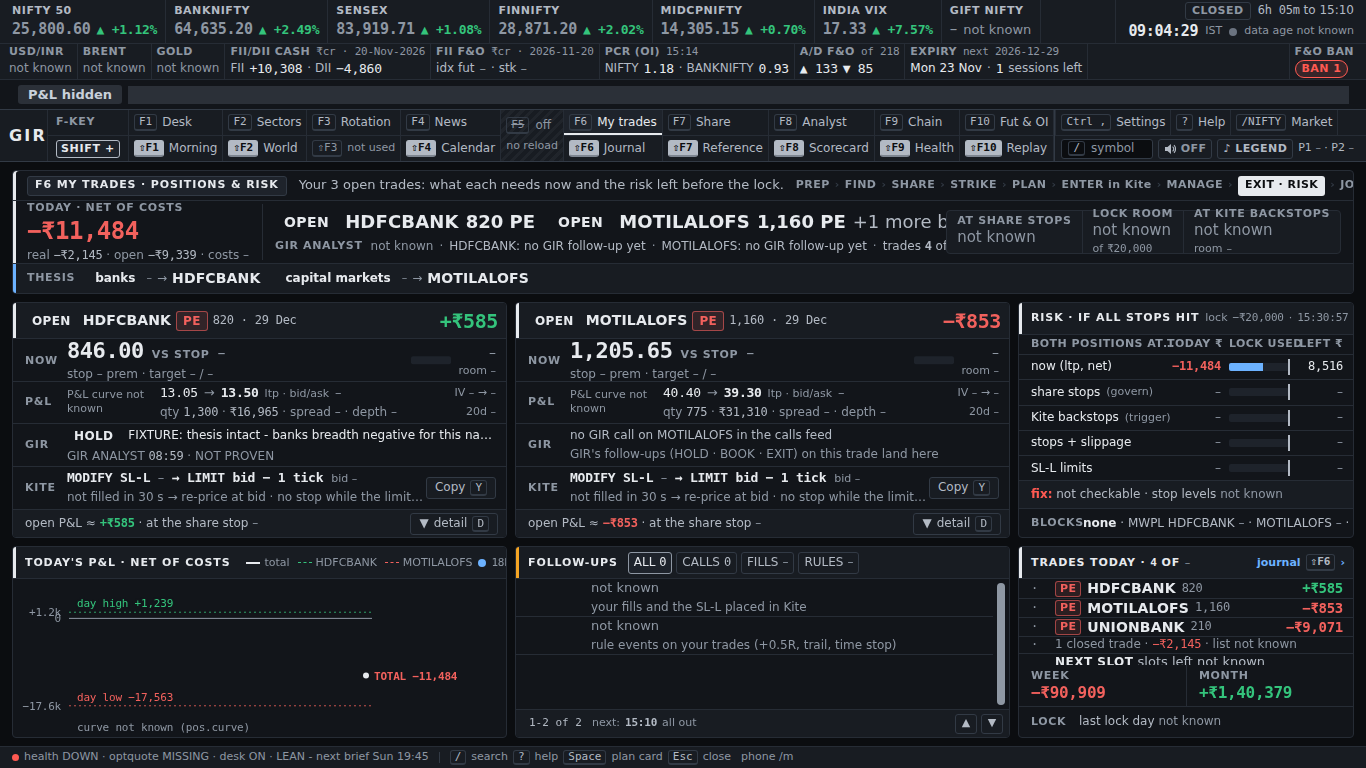 NIFTY 50 BANKNIFTY SENSEX FINNIFTY MIDCPNIFTY INDIA VIX GIFT NIFTY CLOSED 6h 05m to 15:10
25,800.60 ▲ +1.12% 64,635.20 ▲ +2.49% 83,919.71 ▲ +1.08% 28,871.20 ▲ +2.02% 14,305.15 ▲ +0.70% 17.33 ▲ +7.57% – not known 09:04:29 IST ● data age not known
USD/INR BRENT GOLD FII/DII CASH ₹cr · 20-Nov-2026 FII F&O ₹cr · 2026-11-20 PCR (OI) 15:14 A/D F&O of 218 EXPIRY next 2026-12-29 F&O BAN
not known not known not known FII +10,308 · DII −4,860 idx fut – · stk – NIFTY 1.18 · BANKNIFTY 0.93 ▲ 133 ▼ 85 Mon 23 Nov · 1 sessions left BAN 1
P&L hidden
GIR F-KEY F1 Desk F2 Sectors F3 Rotation F4 News F5 off F6 My trades F7 Share F8 Analyst F9 Chain F10 Fut & OI Ctrl , Settings ? Help /NIFTY Market
SHIFT + ⇧F1 Morning ⇧F2 World ⇧F3 not used ⇧F4 Calendar no reload ⇧F6 Journal ⇧F7 Reference ⇧F8 Scorecard ⇧F9 Health ⇧F10 Replay / symbol OFF ♪ LEGEND P1 – · P2 –
F6 MY TRADES · POSITIONS & RISK Your 3 open trades: what each needs now and the risk left before the lock. PREP › FIND › SHARE › STRIKE › PLAN › ENTER in Kite › MANAGE › EXIT · RISK › JO
TODAY · NET OF COSTS
−₹11,484
real −₹2,145 · open −₹9,339 · costs –
OPEN HDFCBANK 820 PE OPEN MOTILALOFS 1,160 PE +1 more b
GIR ANALYST not known · HDFCBANK: no GIR follow-up yet · MOTILALOFS: no GIR follow-up yet · trades 4 of
AT SHARE STOPS LOCK ROOM AT KITE BACKSTOPS
not known not known not known
of ₹20,000 room –
THESIS banks – → HDFCBANK capital markets – → MOTILALOFS
OPEN HDFCBANK PE 820 · 29 Dec +₹585
NOW 846.00 VS STOP – –
stop – prem · target – / – room –
P&L P&L curve not known 13.05 → 13.50 ltp · bid/ask – IV – → –
qty 1,300 · ₹16,965 · spread – · depth – 20d –
GIR HOLD FIXTURE: thesis intact - banks breadth negative for this na...
GIR ANALYST 08:59 · NOT PROVEN
KITE MODIFY SL-L – → LIMIT bid − 1 tick bid –
not filled in 30 s → re-price at bid · no stop while the limit... Copy Y
open P&L ≈ +₹585 · at the share stop – ▼ detail D
OPEN MOTILALOFS PE 1,160 · 29 Dec −₹853
NOW 1,205.65 VS STOP – –
stop – prem · target – / – room –
P&L P&L curve not known 40.40 → 39.30 ltp · bid/ask – IV – → –
qty 775 · ₹31,310 · spread – · depth – 20d –
GIR no GIR call on MOTILALOFS in the calls feed
GIR's follow-ups (HOLD · BOOK · EXIT) on this trade land here
KITE MODIFY SL-L – → LIMIT bid − 1 tick bid –
not filled in 30 s → re-price at bid · no stop while the limit... Copy Y
open P&L ≈ −₹853 · at the share stop – ▼ detail D
RISK · IF ALL STOPS HIT lock −₹20,000 · 15:30:57
BOTH POSITIONS AT... TODAY ₹ LOCK USED LEFT ₹
now (ltp, net) −11,484 8,516
share stops (govern) – –
Kite backstops (trigger) – –
stops + slippage – –
SL-L limits – –
fix: not checkable · stop levels not known
BLOCKS none · MWPL HDFCBANK – · MOTILALOFS – ·
TODAY'S P&L · NET OF COSTS total HDFCBANK MOTILALOFS
day high +1,239
+1.2k
0
TOTAL −11,484
day low −17,563
−17.6k
curve not known (pos.curve)
FOLLOW-UPS ALL 0 CALLS 0 FILLS – RULES –
not known
your fills and the SL-L placed in Kite
not known
rule events on your trades (+0.5R, trail, time stop)
1-2 of 2 next: 15:10 all out ▲ ▼
TRADES TODAY · 4 OF – journal ⇧F6 ›
· PE HDFCBANK 820 +₹585
· PE MOTILALOFS 1,160 −₹853
· PE UNIONBANK 210 −₹9,071
· 1 closed trade · −₹2,145 · list not known
NEXT SLOT slots left not known
WEEK MONTH
−₹90,909 +₹1,40,379
LOCK last lock day not known
health DOWN · optquote MISSING · desk ON · LEAN - next brief Sun 19:45 / search ? help Space plan card Esc close phone /m